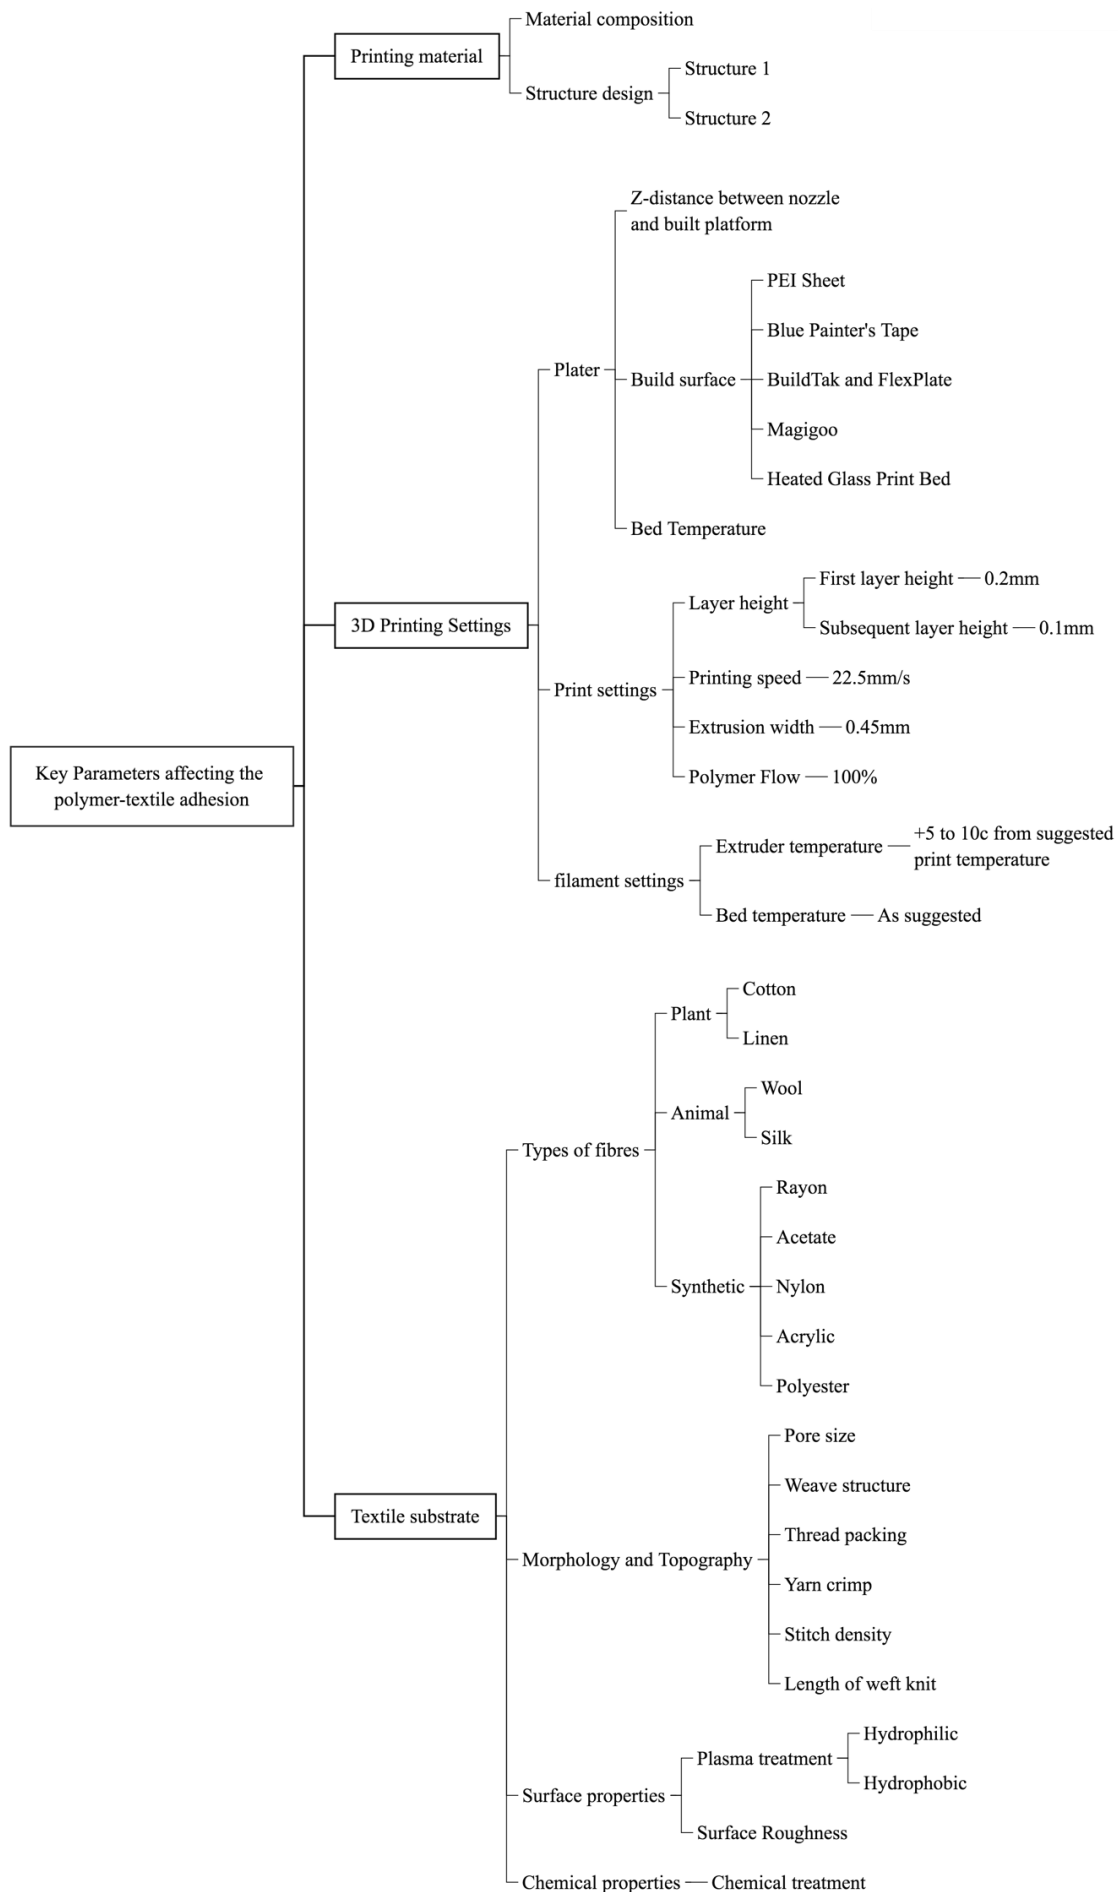 Material composition
Printing material
Structure 1
Structure design
Structure 2
Z-distance between nozzle
and built platform
PEI Sheet
Blue Painter's Tape
Plater
Build surface
BuildTak and FlexPlate
Magigoo
Heated Glass Print Bed
Bed Temperature
First layer height
0.2mm
Layer height
3D Printing Settings
Subsequent layer height
0.1mm
Printing speed
22.5mm/s
Print settings
Extrusion width
0.45mm
Key Parameters affecting the
polymer-textile adhesion
Polymer Flow
100%
+5 to 10c from suggested
print temperature
Extruder temperature
filament settings
Bed temperature
As suggested
Cotton
Plant
Linen
Wool
Animal
Silk
Types of fibres
Rayon
Acetate
Synthetic
Nylon
Acrylic
Polyester
Pore size
Weave structure
Textile substrate
Thread packing
Morphology and Topography
Yarn crimp
Stitch density
Length of weft knit
Hydrophilic
Plasma treatment
Hydrophobic
Surface properties
Surface Roughness
Chemical properties
Chemical treatment